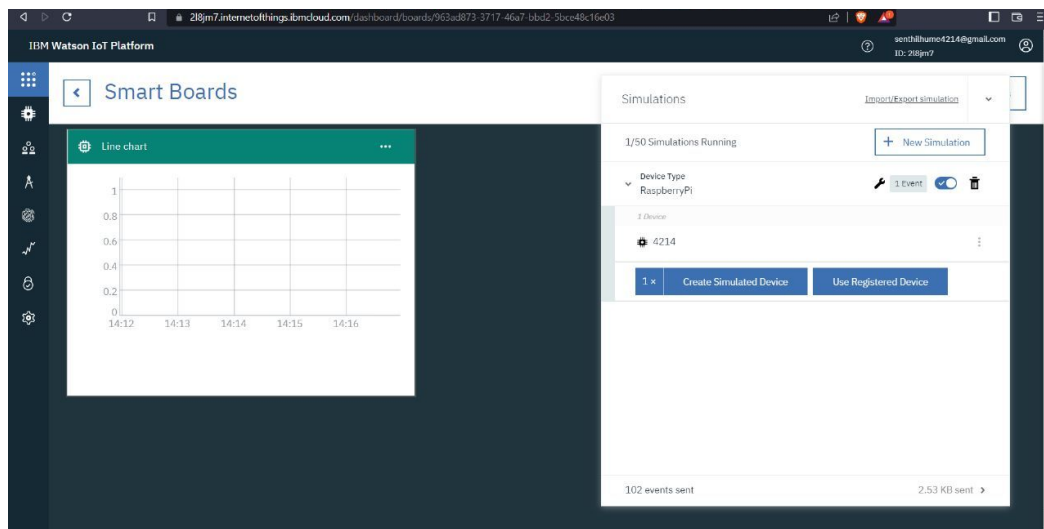 2l8jm7.internetofthings.ibmcloud.com/dashboard/boards/963ad873-3717-46a7-bbd2-5bce48c16e03
IBM Watson IoT Platform
senthilhume4214@gmail.com
ID: 2l8jm7
Smart Boards
Line chart
1
0.8
0.6
0.4
0.2
0
14:12 14:13 14:14 14:15 14:16
Simulations
Import/Export simulation
1/50 Simulations Running
+ New Simulation
Device Type
RaspberryPi
1 Event
1 Device
4214
1 ×
Create Simulated Device
Use Registered Device
102 events sent
2.53 KB sent